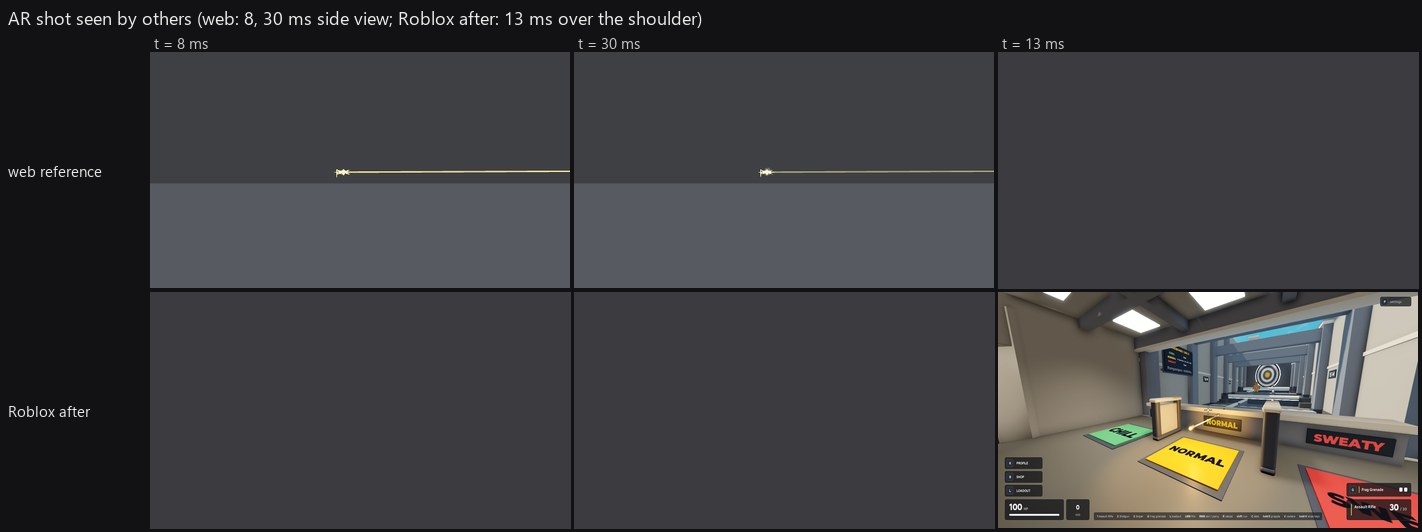 AR shot seen by others (web: 8, 30 ms side view; Roblox after: 13 ms over the shoulder)
t = 8 ms
t = 30 ms
t = 13 ms
web reference
Roblox after
CHILL
NORMAL
NORMAL
SWEATY
PROFILE
SHOP
LOADOUT
100
0
Frag Grenade
Assault Rifle
30